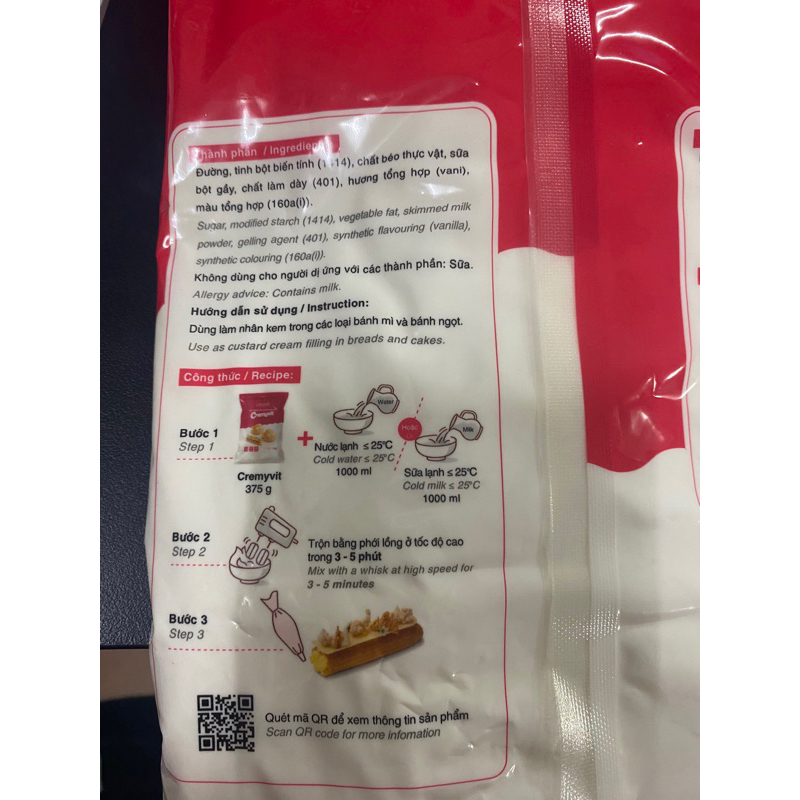 Thành phần / Ingredients
Đường, tinh bột biến tính (1414), chất béo thực vật, sữa
bột gầy, chất làm dày (401), hương tổng hợp (vani),
màu tổng hợp (160a(i)).
Sugar, modified starch (1414), vegetable fat, skimmed milk
powder, gelling agent (401), synthetic flavouring (vanilla),
synthetic colouring (160a(i)).
Không dùng cho người dị ứng với các thành phần: Sữa.
Allergy advice: Contains milk.
Hướng dẫn sử dụng / Instruction:
Dùng làm nhân kem trong các loại bánh mì và bánh ngọt.
Use as custard cream filling in breads and cakes.
Công thức / Recipe:
Bước 1
Step 1
Cremyvit
Cremyvit
375 g
+
Water
Nước lạnh ≤ 25°C
Cold water ≤ 25°C
1000 ml
Hoặc
Milk
Sữa lạnh ≤ 25°C
Cold milk ≤ 25°C
1000 ml
Bước 2
Step 2
Trộn bằng phới lồng ở tốc độ cao
trong 3 - 5 phút
Mix with a whisk at high speed for
3 - 5 minutes
Bước 3
Step 3
Quét mã QR để xem thông tin sản phẩm
Scan QR code for more infomation